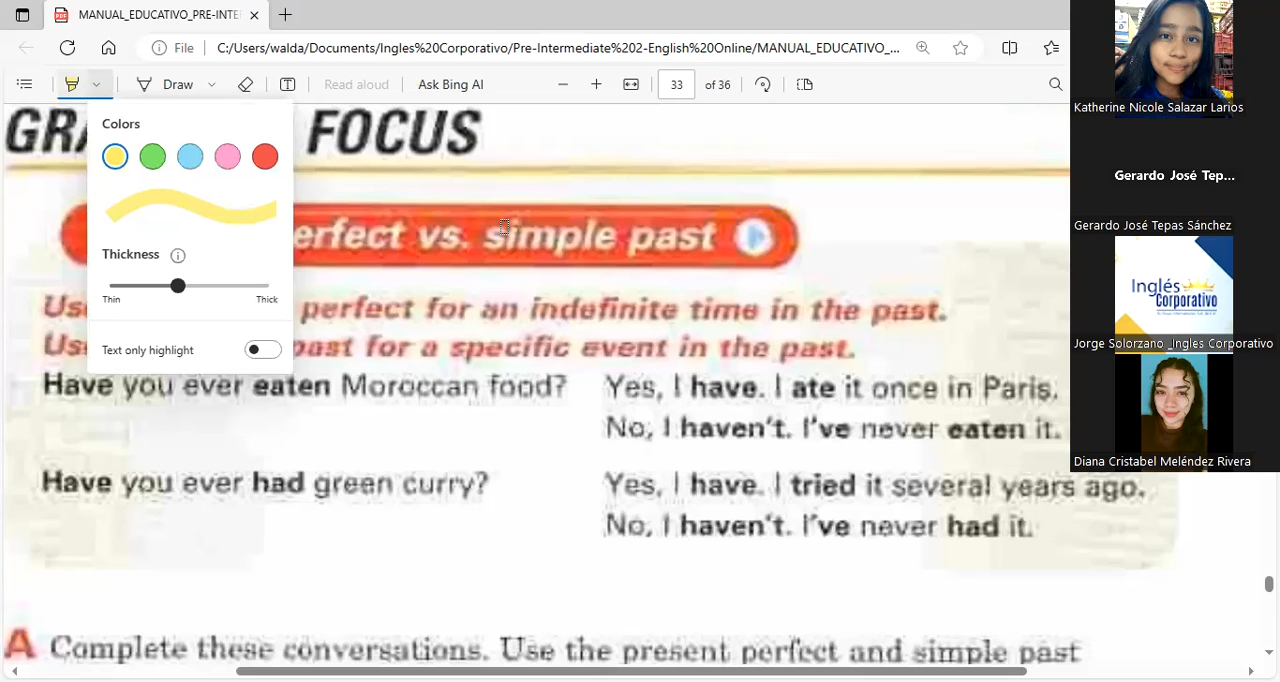 MANUAL_EDUCATIVO_PRE-INTE
File
C:/Users/walda/Documents/Ingles%20Corporativo/Pre-Intermediate%202-English%20Online/MANUAL_EDUCATIVO_...
Draw
Read aloud
Ask Bing AI
33 of 36
Colors
Thickness
Thin Thick
Text only highlight
FOCUS
erfect vs. simple past
perfect for an indefinite time in the past.
past for a specific event in the past.
Have you ever eaten Moroccan food? Yes, I have. I ate it once in Paris.
No, I haven't. I've never eaten it.
Have you ever had green curry? Yes, I have. I tried it several years ago.
No, I haven't. I've never had it.
A Complete these conversations. Use the present perfect and simple past
Katherine Nicole Salazar Larios
Gerardo José Tep...
Gerardo José Tepas Sánchez
Inglés
Corporativo
Jorge Solorzano _Ingles Corporativo
Diana Cristabel Meléndez Rivera